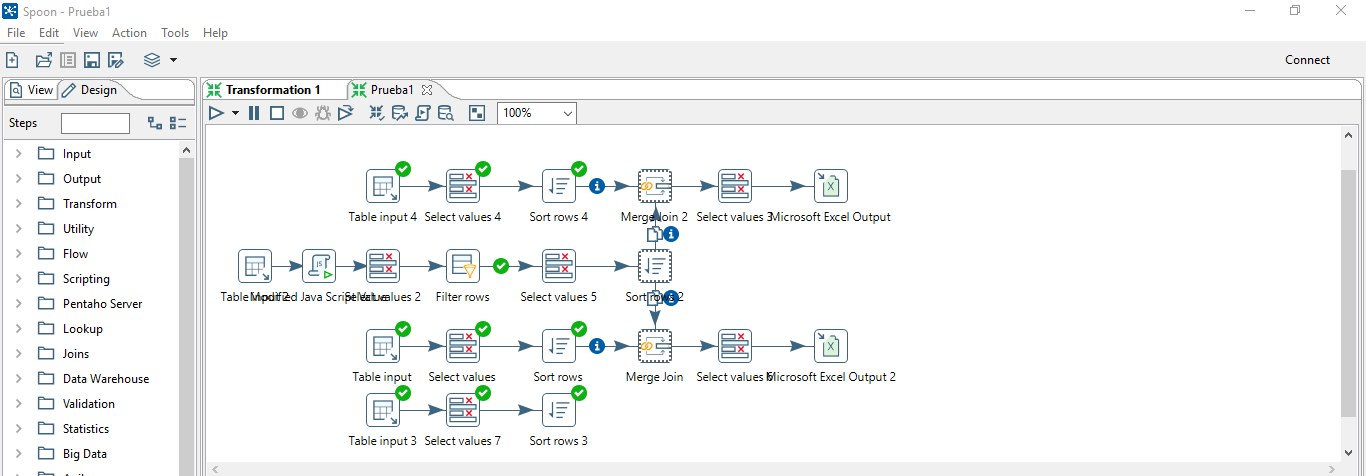 Spoon - Prueba1
File Edit View Action Tools Help
Connect
View Design
Transformation 1 Prueba1
Steps
100%
Input
Output
Transform
Utility
Flow
Scripting
Pentaho Server
Lookup
Joins
Data Warehouse
Validation
Statistics
Big Data
Table input 4 Select values 4 Sort rows 4 Merge Join 2 Select values 3 Microsoft Excel Output
Table input 2 Modified Java Script Value Select values 2 Filter rows Select values 5 Sort rows 2
Table input Select values Sort rows Merge Join Select values 6 Microsoft Excel Output 2
Table input 3 Select values 7 Sort rows 3